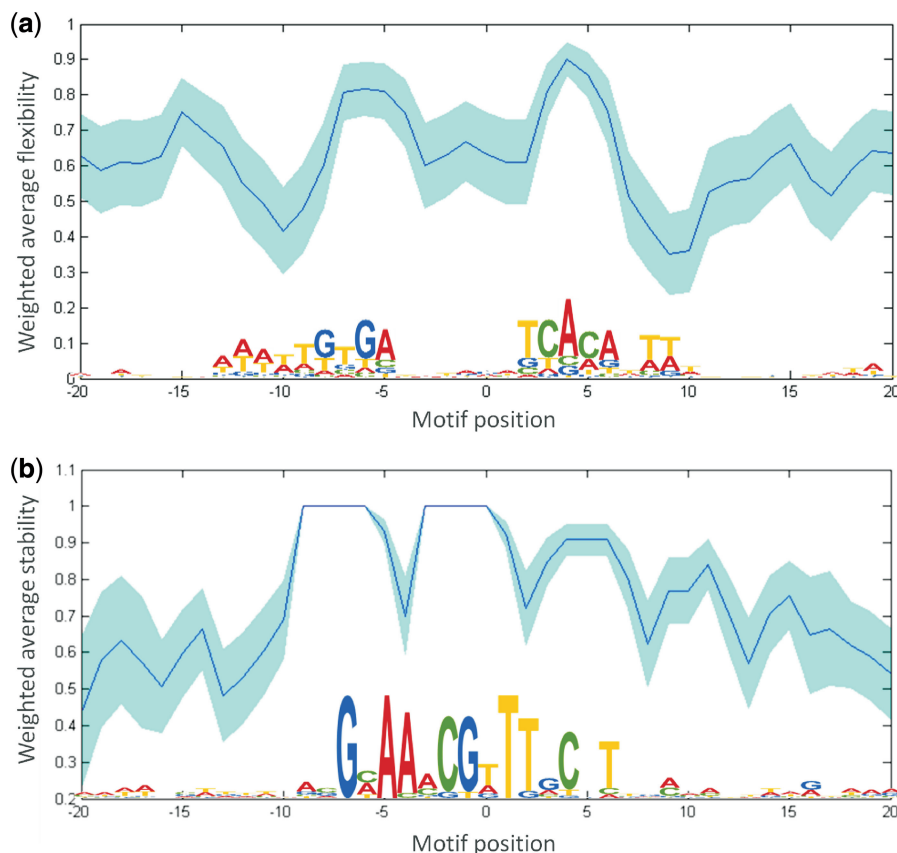 (a)
Weighted average flexibility
1
0.9
0.8
0.7
0.6
0.5
0.4
0.3
0.2
0.1
0
-20 -15 -10 -5 0 5 10 15 20
A A A T T G T G A T C A C A T T
Motif position
(b)
Weighted average stability
1.1
1
0.9
0.8
0.7
0.6
0.5
0.4
0.3
0.2
-20 -15 -10 -5 0 5 10 15 20
G C A A A C G T T T G C T
Motif position